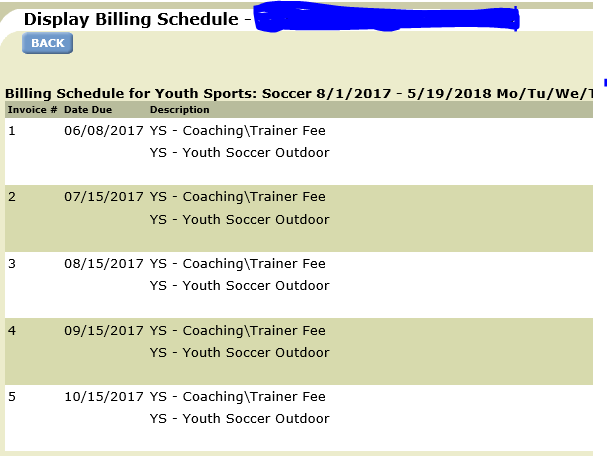 Display Billing Schedule -
BACK
Billing Schedule for Youth Sports: Soccer 8/1/2017 - 5/19/2018 Mo/Tu/We/T
Invoice # Date Due Description
1 06/08/2017 YS - Coaching\Trainer Fee
YS - Youth Soccer Outdoor
2 07/15/2017 YS - Coaching\Trainer Fee
YS - Youth Soccer Outdoor
3 08/15/2017 YS - Coaching\Trainer Fee
YS - Youth Soccer Outdoor
4 09/15/2017 YS - Coaching\Trainer Fee
YS - Youth Soccer Outdoor
5 10/15/2017 YS - Coaching\Trainer Fee
YS - Youth Soccer Outdoor